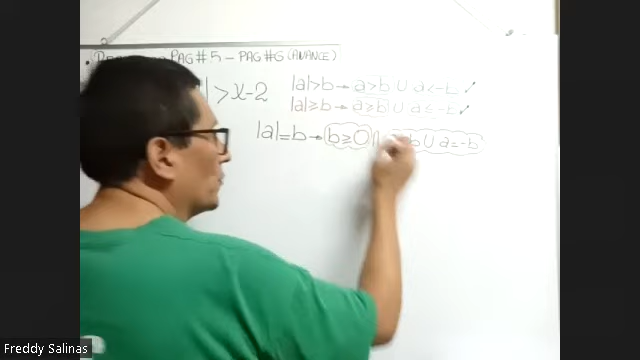 PAG#5-PAG#6 (AVANCE)
| > x-2
|a|>b → a>b ∪ a<-b ✓
|a|≥b → a≥b ∪ a≤-b ✓
|a|=b → b≥0 ∩ b ∪ a=-b
Freddy Salinas